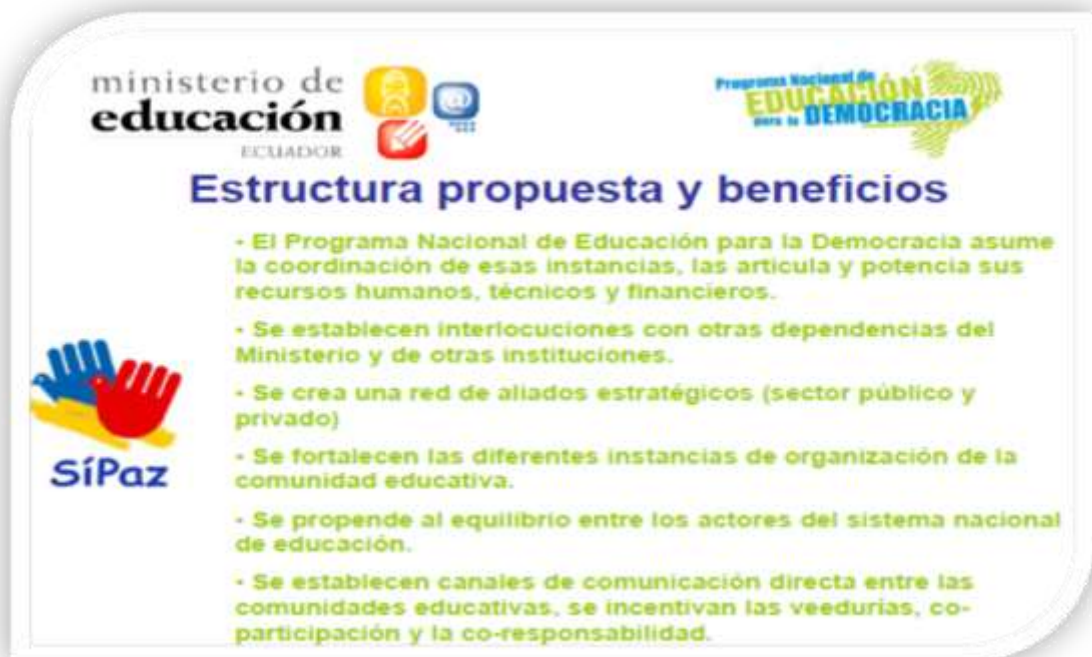 ministerio de
educación
ECUADOR
Programa Nacional de
EDUCACIÓN
para la DEMOCRACIA
Estructura propuesta y beneficios
- El Programa Nacional de Educación para la Democracia asume
la coordinación de esas instancias, las articula y potencia sus
recursos humanos, técnicos y financieros.
- Se establecen interlocuciones con otras dependencias del
Ministerio y de otras instituciones.
- Se crea una red de aliados estratégicos (sector público y
privado)
- Se fortalecen las diferentes instancias de organización de la
comunidad educativa.
- Se propende al equilibrio entre los actores del sistema nacional
de educación.
- Se establecen canales de comunicación directa entre las
comunidades educativas, se incentivan las veedurías, co-
participación y la co-responsabilidad.
SíPaz